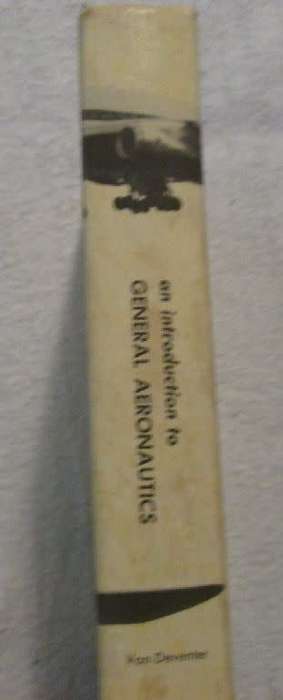 an introduction to
GENERAL AERONAUTICS
Van Deventer